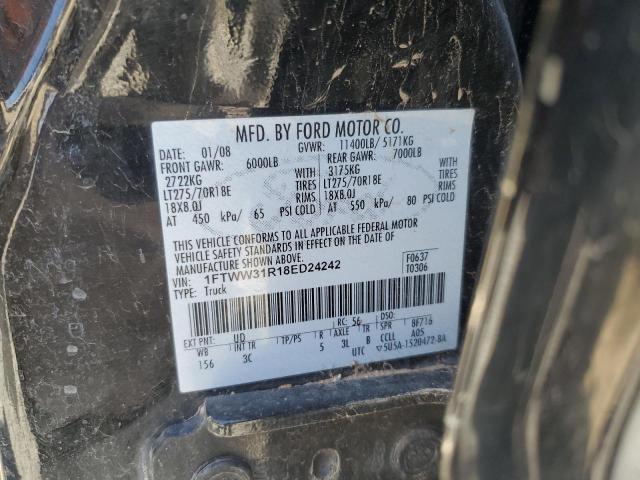 MFD. BY FORD MOTOR CO.
DATE: 01/08 GVWR: 11400LB/ 5171KG
FRONT GAWR: 6000LB REAR GAWR: 7000LB
2722KG WITH 3175KG WITH
LT275/70R18E TIRES LT275/70R18E TIRES
18X8.0J RIMS 18X8.0J RIMS
AT 450 kPa/ 65 PSI COLD AT 550 kPa/ 80 PSI COLD
THIS VEHICLE CONFORMS TO ALL APPLICABLE FEDERAL MOTOR
VEHICLE SAFETY STANDARDS IN EFFECT ON THE DATE OF
MANUFACTURE SHOWN ABOVE.
VIN: 1FTWW31R18ED24242 F0637
TYPE: Truck T0306
EXT PNT: UD RC: 56 DSO:
WB INT TR TP/PS R AXLE TR SPR 8F716
156 3C 5 3L B CCLL A05
UTC ▽5U5A-1520472-BA